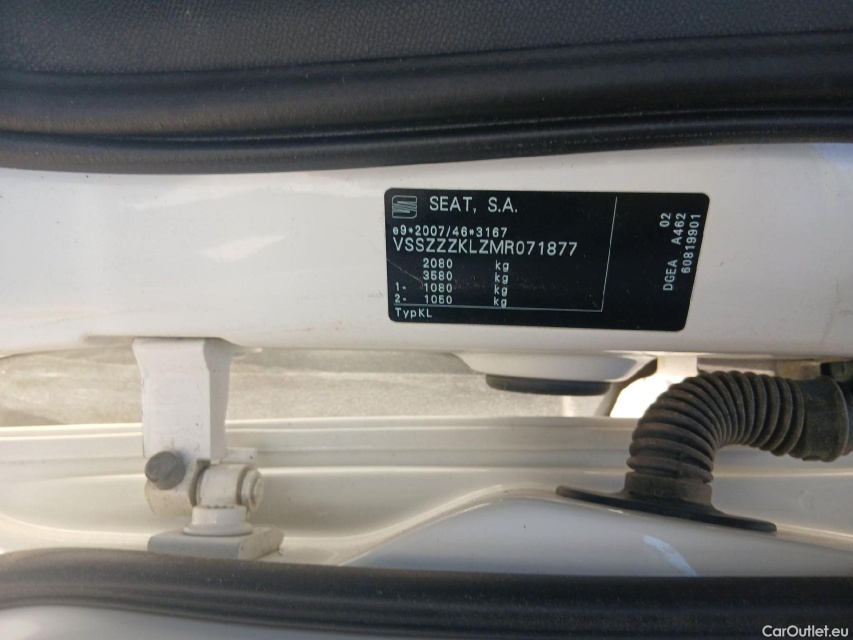 SEAT, S.A.
e9*2007/46*3167
VSSZZZKLZMR071877
2080 kg
3580 kg
1- 1080 kg
2- 1050 kg
TypKL
DGEA A462 02
60819901
CarOutlet.eu